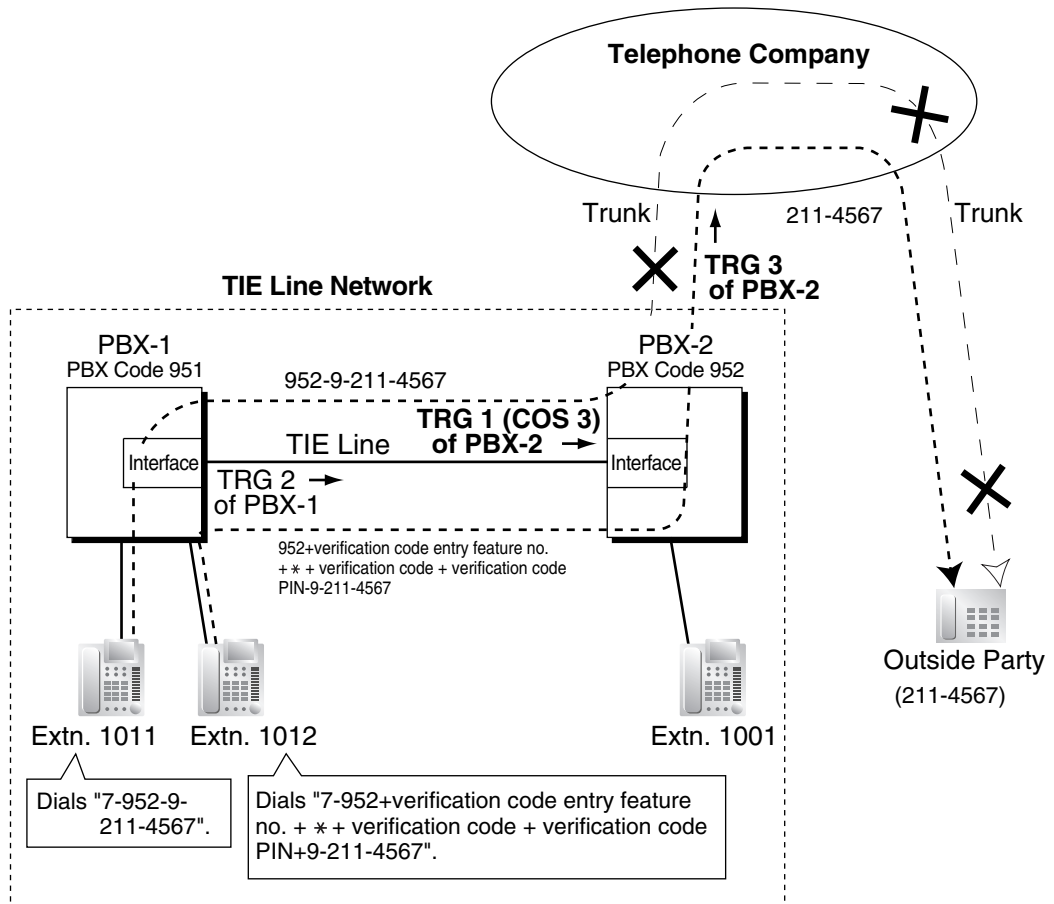 Telephone Company
Trunk
211-4567
Trunk
TRG 3
of PBX-2
TIE Line Network
PBX-1
PBX Code 951
PBX-2
PBX Code 952
952-9-211-4567
TRG 1 (COS 3)
of PBX-2
TIE Line
Interface
Interface
TRG 2
of PBX-1
952+verification code entry feature no.
+ * + verification code + verification code
PIN-9-211-4567
Outside Party
(211-4567)
Extn. 1011
Extn. 1012
Extn. 1001
Dials "7-952-9-
211-4567".
Dials "7-952+verification code entry feature
no. + * + verification code + verification code
PIN+9-211-4567".